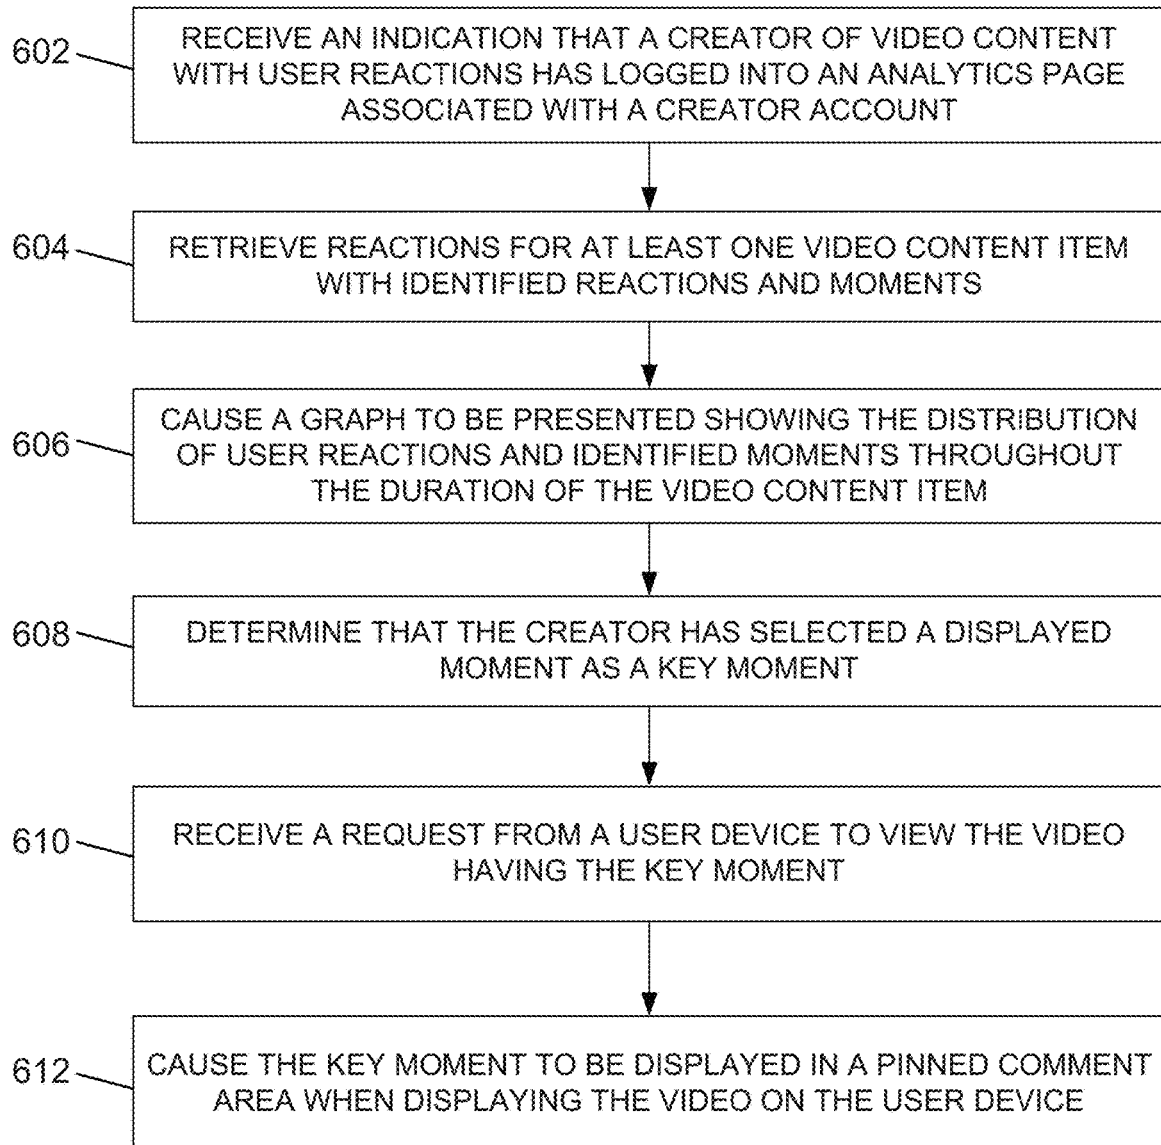 602
RECEIVE AN INDICATION THAT A CREATOR OF VIDEO CONTENT
WITH USER REACTIONS HAS LOGGED INTO AN ANALYTICS PAGE
ASSOCIATED WITH A CREATOR ACCOUNT
604
RETRIEVE REACTIONS FOR AT LEAST ONE VIDEO CONTENT ITEM
WITH IDENTIFIED REACTIONS AND MOMENTS
606
CAUSE A GRAPH TO BE PRESENTED SHOWING THE DISTRIBUTION
OF USER REACTIONS AND IDENTIFIED MOMENTS THROUGHOUT
THE DURATION OF THE VIDEO CONTENT ITEM
608
DETERMINE THAT THE CREATOR HAS SELECTED A DISPLAYED
MOMENT AS A KEY MOMENT
610
RECEIVE A REQUEST FROM A USER DEVICE TO VIEW THE VIDEO
HAVING THE KEY MOMENT
612
CAUSE THE KEY MOMENT TO BE DISPLAYED IN A PINNED COMMENT
AREA WHEN DISPLAYING THE VIDEO ON THE USER DEVICE